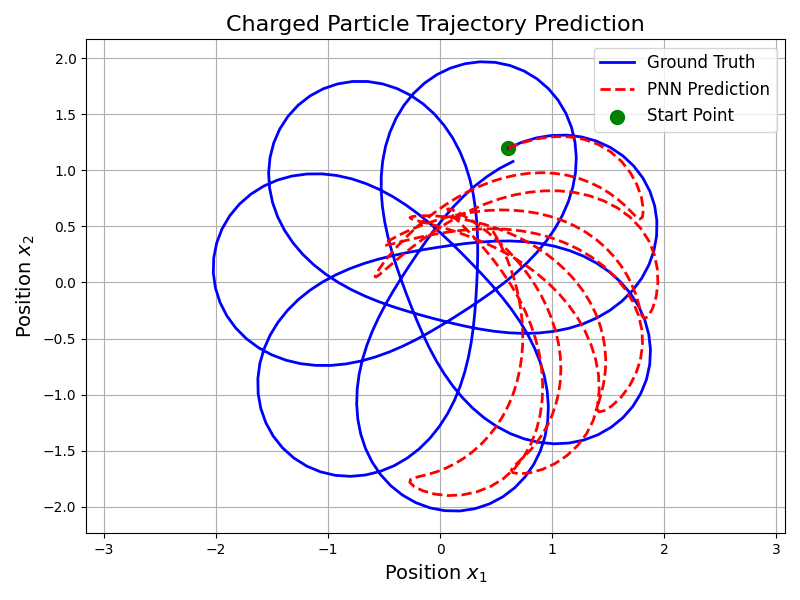 Charged Particle Trajectory Prediction
Ground Truth
PNN Prediction
Start Point
Position x₂
2.0
1.5
1.0
0.5
0.0
−0.5
−1.0
−1.5
−2.0
−3
−2
−1
0
1
2
3
Position x₁